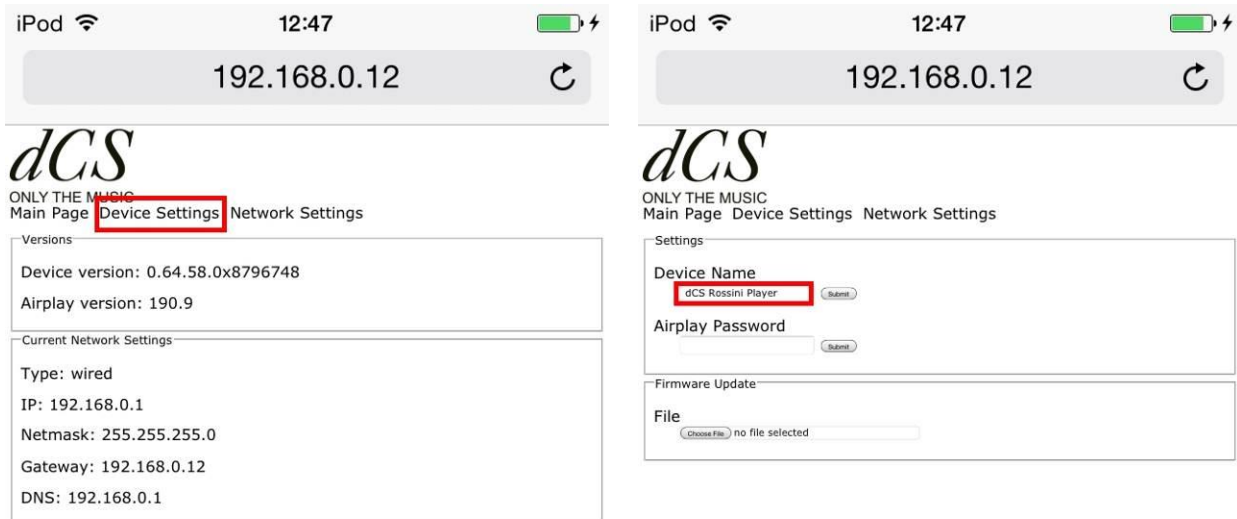 iPod 12:47
192.168.0.12
dCS
ONLY THE MUSIC
Main Page Device Settings Network Settings
Versions
Device version: 0.64.58.0x8796748
Airplay version: 190.9
Current Network Settings
Type: wired
IP: 192.168.0.1
Netmask: 255.255.255.0
Gateway: 192.168.0.12
DNS: 192.168.0.1
iPod 12:47
192.168.0.12
dCS
ONLY THE MUSIC
Main Page Device Settings Network Settings
Settings
Device Name
dCS Rossini Player Submit
Airplay Password
Submit
Firmware Update
File
Choose File no file selected